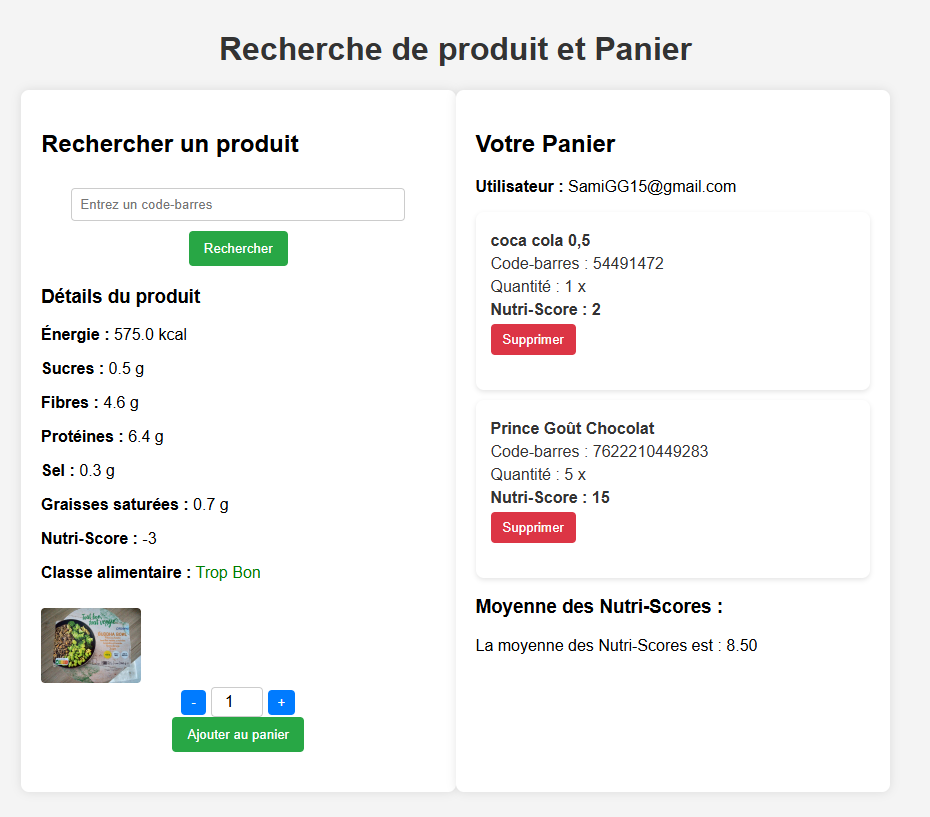 Recherche de produit et Panier
Rechercher un produit
Entrez un code-barres
Rechercher
Détails du produit
Énergie : 575.0 kcal
Sucres : 0.5 g
Fibres : 4.6 g
Protéines : 6.4 g
Sel : 0.3 g
Graisses saturées : 0.7 g
Nutri-Score : -3
Classe alimentaire : Trop Bon
- 1 +
Ajouter au panier
Votre Panier
Utilisateur : SamiGG15@gmail.com
coca cola 0,5
Code-barres : 54491472
Quantité : 1 x
Nutri-Score : 2
Supprimer
Prince Goût Chocolat
Code-barres : 7622210449283
Quantité : 5 x
Nutri-Score : 15
Supprimer
Moyenne des Nutri-Scores :
La moyenne des Nutri-Scores est : 8.50